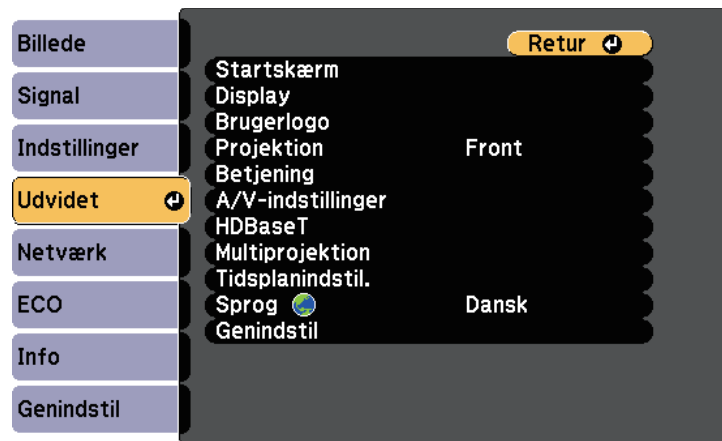 Billede
Signal
Indstillinger
Udvidet
Netværk
ECO
Info
Genindstil
Retur
Startskærm
Display
Brugerlogo
Projektion Front
Betjening
A/V-indstillinger
HDBaseT
Multiprojektion
Tidsplanindstil.
Sprog Dansk
Genindstil